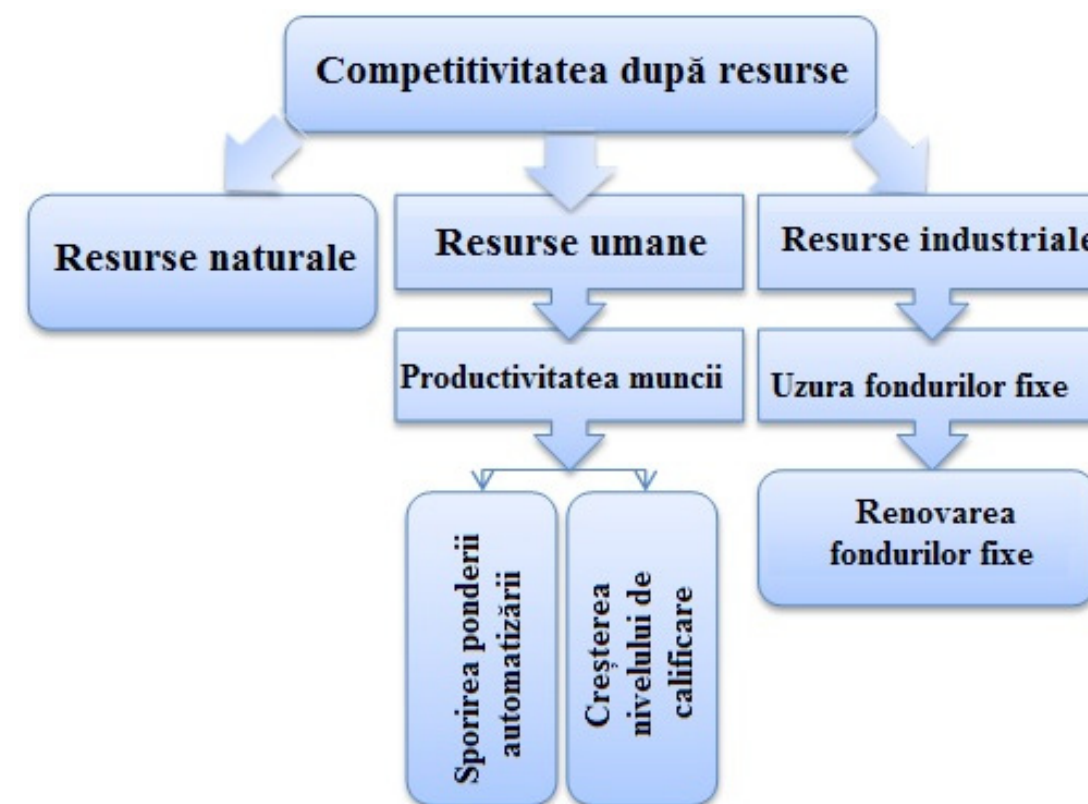 Competitivitatea după resurse
Resurse naturale
Resurse umane
Resurse industriale
Productivitatea muncii
Uzura fondurilor fixe
Sporirea ponderii
automatizării
Creșterea
nivelului de
calificare
Renovarea
fondurilor fixe